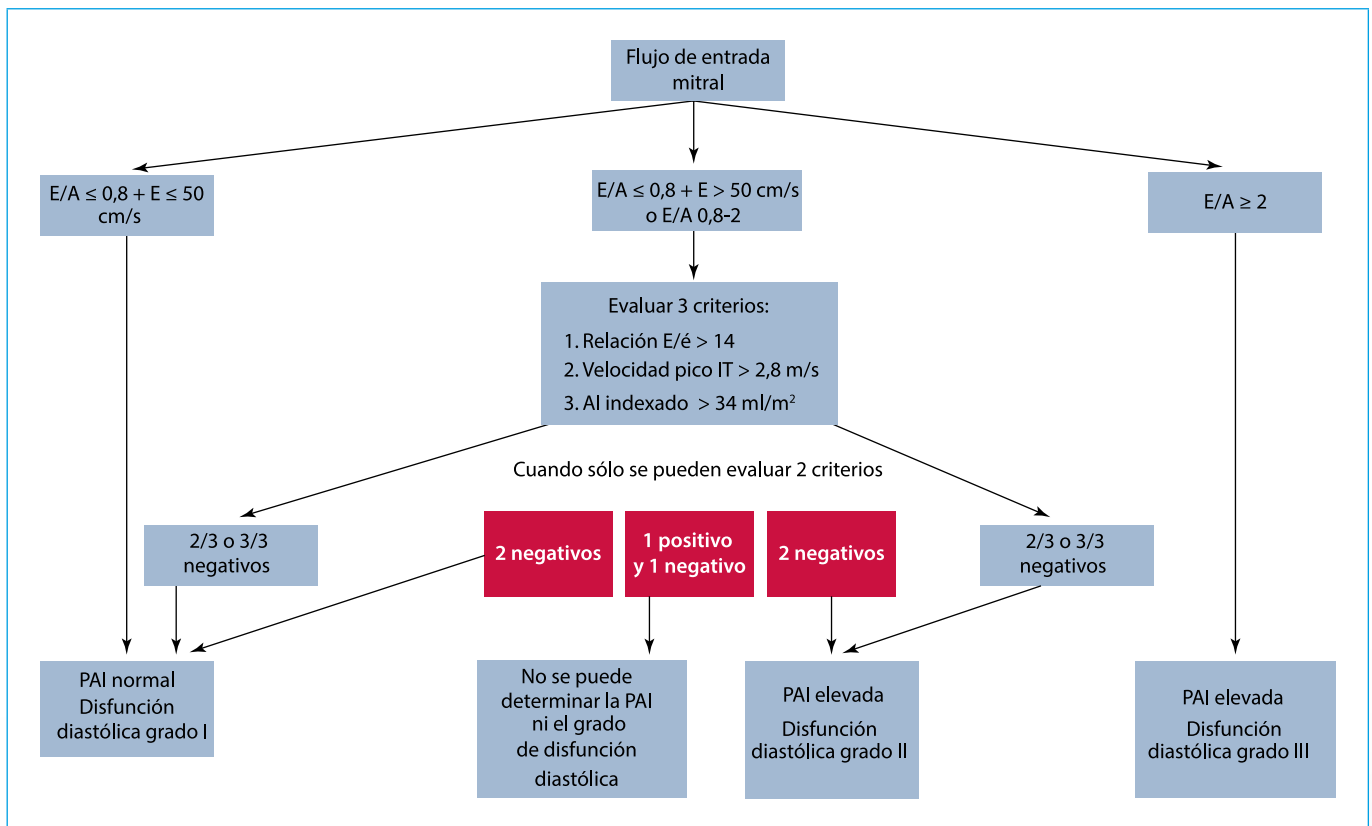 Flujo de entrada
mitral
E/A ≤ 0,8 + E ≤ 50
cm/s
E/A ≤ 0,8 + E > 50 cm/s
o E/A 0,8-2
E/A ≥ 2
Evaluar 3 criterios:
1. Relación E/é > 14
2. Velocidad pico IT > 2,8 m/s
3. AI indexado > 34 ml/m²
Cuando sólo se pueden evaluar 2 criterios
2/3 o 3/3
negativos
2 negativos
1 positivo
y 1 negativo
2 negativos
2/3 o 3/3
negativos
PAI normal
Disfunción
diastólica grado I
No se puede
determinar la PAI
ni el grado
de disfunción
diastólica
PAI elevada
Disfunción
diastólica grado II
PAI elevada
Disfunción
diastólica grado III